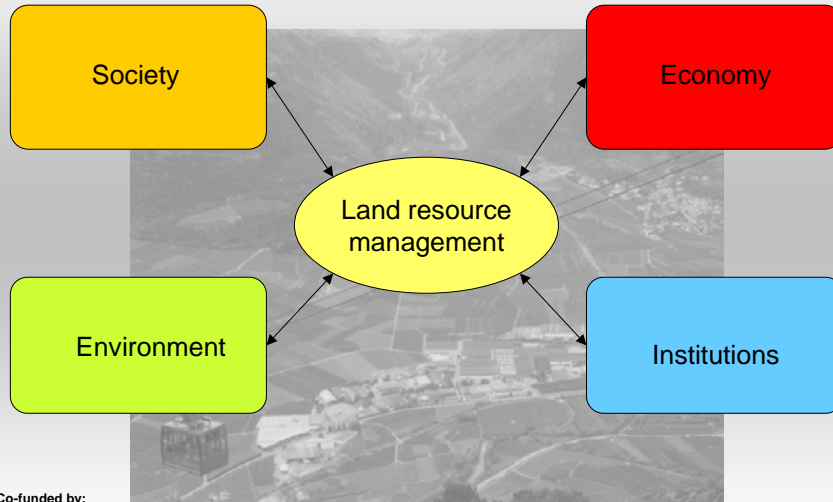 Society
Economy
Land resource
management
Environment
Institutions
Co-funded by: